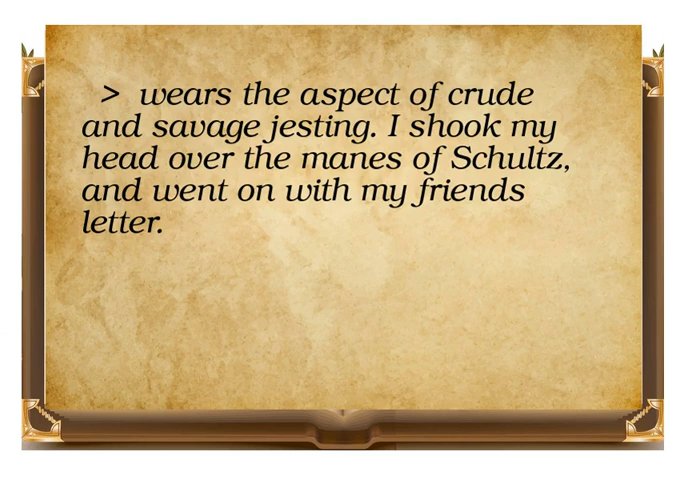 > wears the aspect of crude
and savage jesting. I shook my
head over the manes of Schultz,
and went on with my friends
letter.